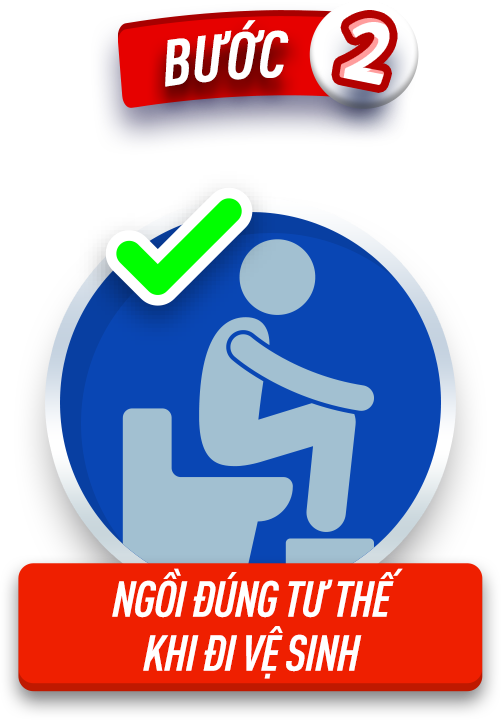 BƯỚC 2
NGỒI ĐÚNG TƯ THẾ
KHI ĐI VỆ SINH